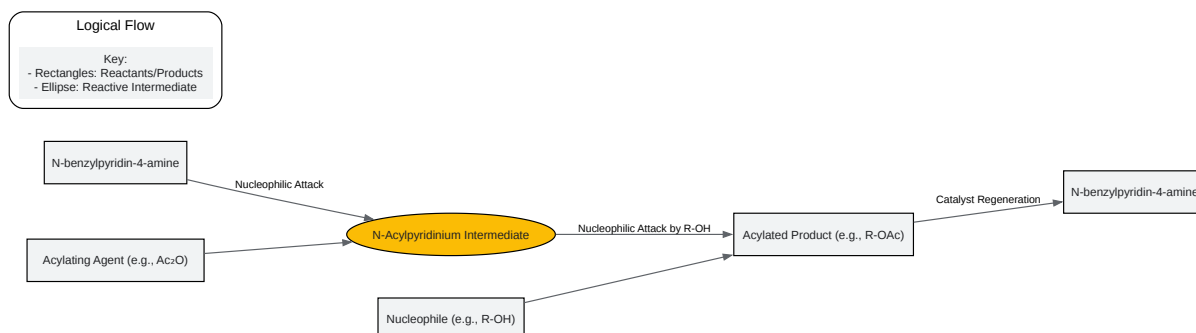 Logical Flow
Key:
- Rectangles: Reactants/Products
- Ellipse: Reactive Intermediate
N-benzylpyridin-4-amine
Nucleophilic Attack
Acylating Agent (e.g., Ac₂O)
N-Acylpyridinium Intermediate
Nucleophilic Attack by R-OH
Nucleophile (e.g., R-OH)
Acylated Product (e.g., R-OAc)
Catalyst Regeneration
N-benzylpyridin-4-amine